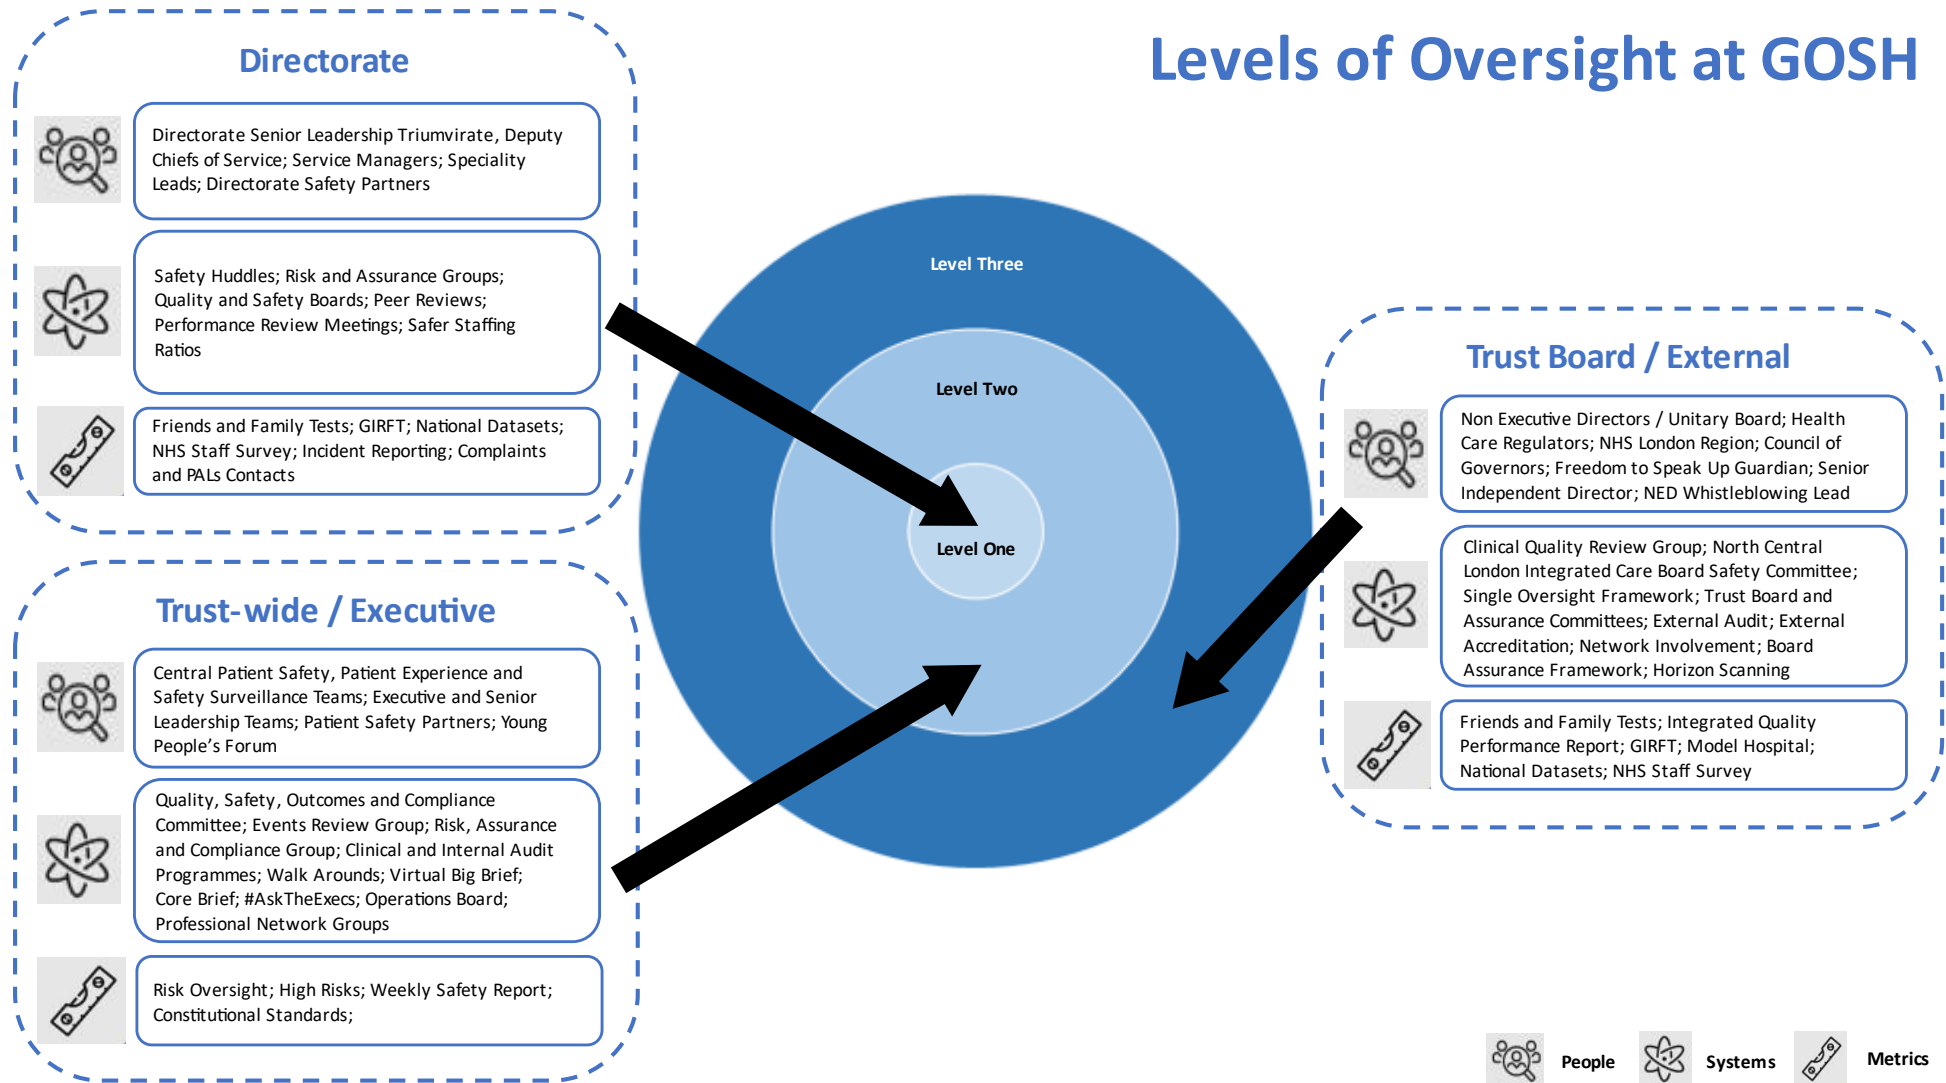 Levels of Oversight at GOSH
Directorate
Directorate Senior Leadership Triumvirate, Deputy
Chiefs of Service; Service Managers; Speciality
Leads; Directorate Safety Partners
Safety Huddles; Risk and Assurance Groups;
Quality and Safety Boards; Peer Reviews;
Performance Review Meetings; Safer Staffing
Ratios
Friends and Family Tests; GIRFT; National Datasets;
NHS Staff Survey; Incident Reporting; Complaints
and PALs Contacts
Trust-wide / Executive
Central Patient Safety, Patient Experience and
Safety Surveillance Teams; Executive and Senior
Leadership Teams; Patient Safety Partners; Young
People’s Forum
Quality, Safety, Outcomes and Compliance
Committee; Events Review Group; Risk, Assurance
and Compliance Group; Clinical and Internal Audit
Programmes; Walk Arounds; Virtual Big Brief;
Core Brief; #AskTheExecs; Operations Board;
Professional Network Groups
Risk Oversight; High Risks; Weekly Safety Report;
Constitutional Standards;
Level Three
Level Two
Level One
Trust Board / External
Non Executive Directors / Unitary Board; Health
Care Regulators; NHS London Region; Council of
Governors; Freedom to Speak Up Guardian; Senior
Independent Director; NED Whistleblowing Lead
Clinical Quality Review Group; North Central
London Integrated Care Board Safety Committee;
Single Oversight Framework; Trust Board and
Assurance Committees; External Audit; External
Accreditation; Network Involvement; Board
Assurance Framework; Horizon Scanning
Friends and Family Tests; Integrated Quality
Performance Report; GIRFT; Model Hospital;
National Datasets; NHS Staff Survey
People
Systems
Metrics